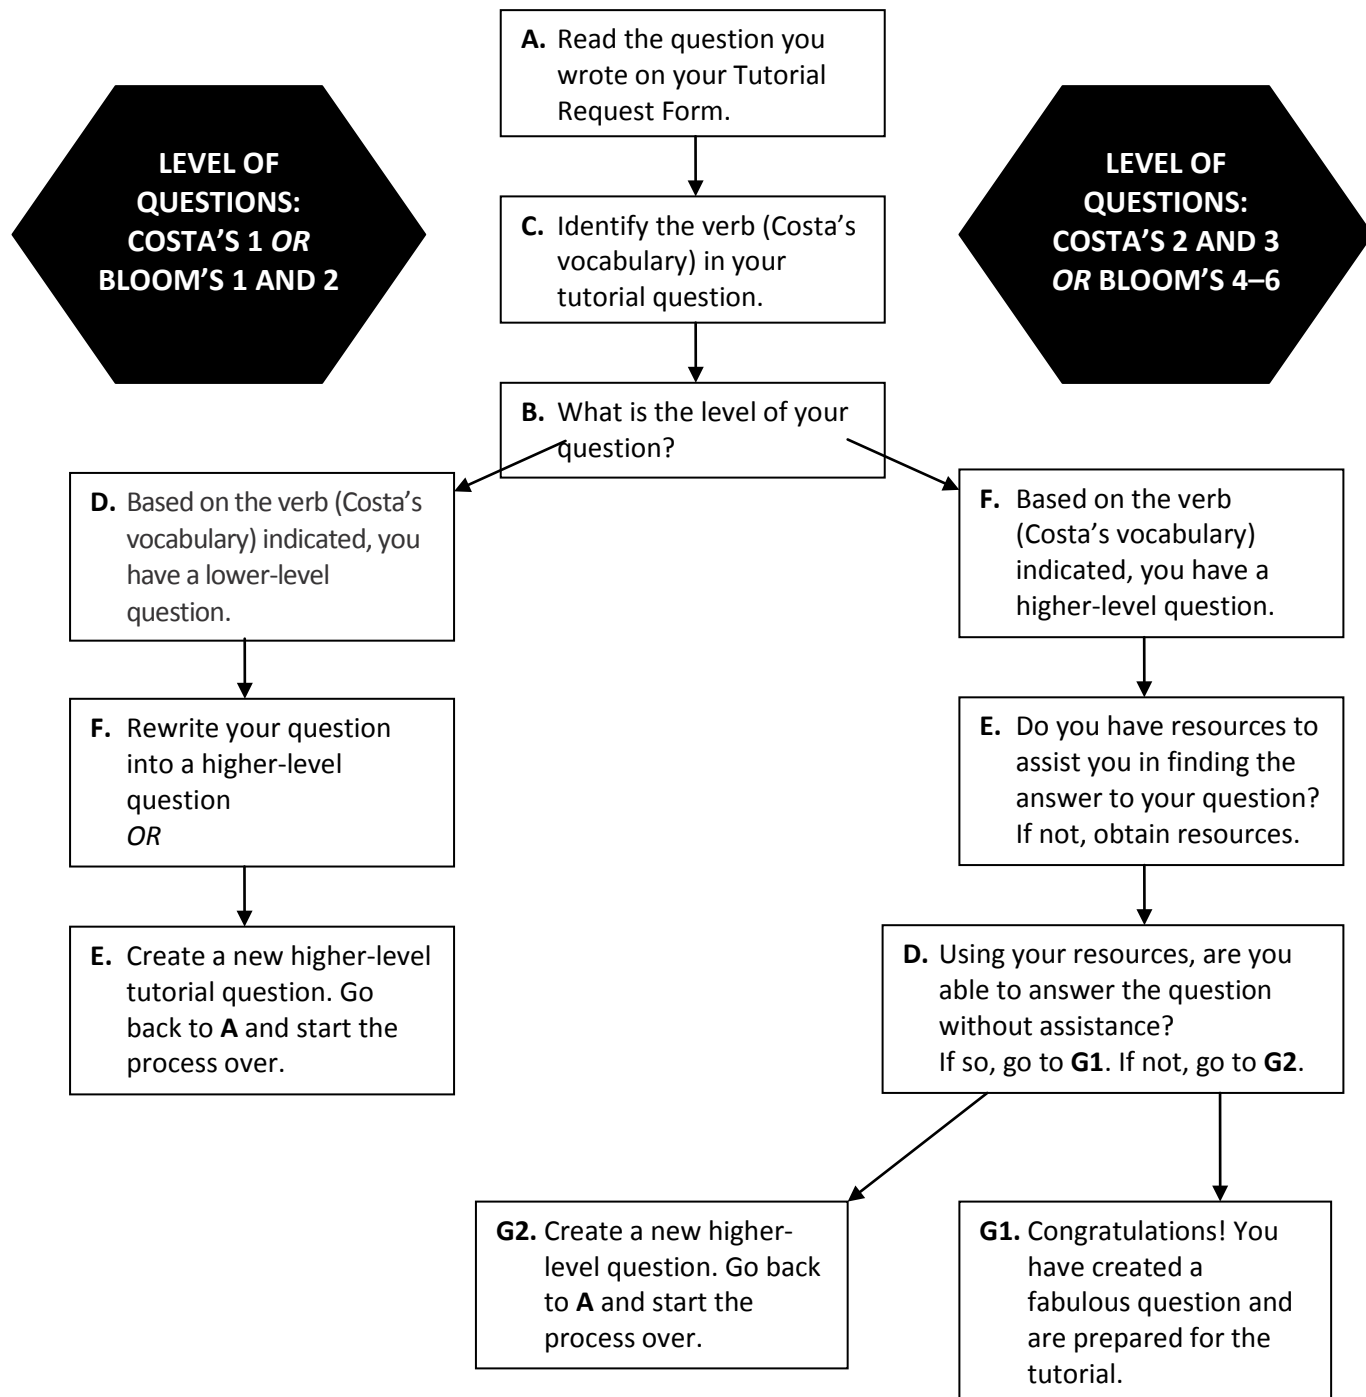 A. Read the question you
wrote on your Tutorial
Request Form.
LEVEL OF
QUESTIONS:
COSTA’S 1 OR
BLOOM’S 1 AND 2
LEVEL OF
QUESTIONS:
COSTA’S 2 AND 3
OR BLOOM’S 4–6
C. Identify the verb (Costa’s
vocabulary) in your
tutorial question.
B. What is the level of your
question?
D. Based on the verb (Costa’s
vocabulary) indicated, you
have a lower-level
question.
F. Based on the verb
(Costa’s vocabulary)
indicated, you have a
higher-level question.
F. Rewrite your question
into a higher-level
question
OR
E. Do you have resources to
assist you in finding the
answer to your question?
If not, obtain resources.
E. Create a new higher-level
tutorial question. Go
back to A and start the
process over.
D. Using your resources, are you
able to answer the question
without assistance?
If so, go to G1. If not, go to G2.
G2. Create a new higher-
level question. Go back
to A and start the
process over.
G1. Congratulations! You
have created a
fabulous question and
are prepared for the
tutorial.